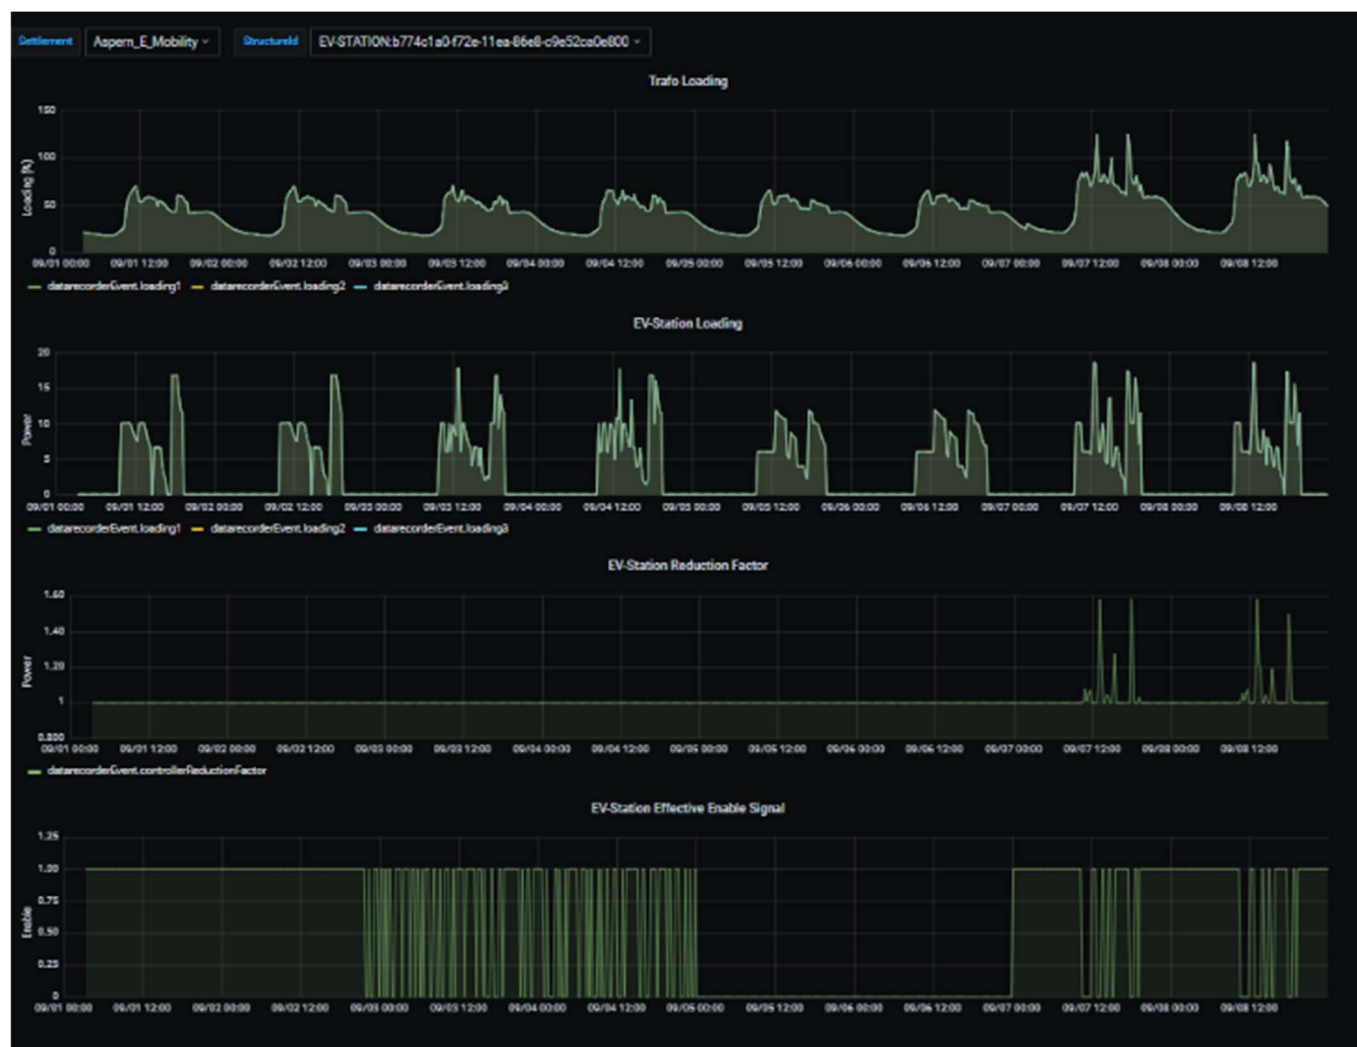 Settlement Aspern_E_Mobility StructureId EV-STATION:b774c1a0-f72e-11ea-86e8-c9e52ca0e800
Trafo Loading
150
100
50
0
Loading [%]
09/01 00:00 09/01 12:00 09/02 00:00 09/02 12:00 09/03 00:00 09/03 12:00 09/04 00:00 09/04 12:00 09/05 00:00 09/05 12:00 09/06 00:00 09/06 12:00 09/07 00:00 09/07 12:00 09/08 00:00 09/08 12:00
datarecorderEvent.loading1 datarecorderEvent.loading2 datarecorderEvent.loading3
EV-Station Loading
20
15
10
5
0
Power
09/01 00:00 09/01 12:00 09/02 00:00 09/02 12:00 09/03 00:00 09/03 12:00 09/04 00:00 09/04 12:00 09/05 00:00 09/05 12:00 09/06 00:00 09/06 12:00 09/07 00:00 09/07 12:00 09/08 00:00 09/08 12:00
datarecorderEvent.loading1 datarecorderEvent.loading2 datarecorderEvent.loading3
EV-Station Reduction Factor
1.60
1.40
1.20
1
0.800
Power
09/01 00:00 09/01 12:00 09/02 00:00 09/02 12:00 09/03 00:00 09/03 12:00 09/04 00:00 09/04 12:00 09/05 00:00 09/05 12:00 09/06 00:00 09/06 12:00 09/07 00:00 09/07 12:00 09/08 00:00 09/08 12:00
datarecorderEvent.controllerReductionFactor
EV-Station Effective Enable Signal
1.25
1.00
0.75
0.50
0.25
0
Enable
09/01 00:00 09/01 12:00 09/02 00:00 09/02 12:00 09/03 00:00 09/03 12:00 09/04 00:00 09/04 12:00 09/05 00:00 09/05 12:00 09/06 00:00 09/06 12:00 09/07 00:00 09/07 12:00 09/08 00:00 09/08 12:00